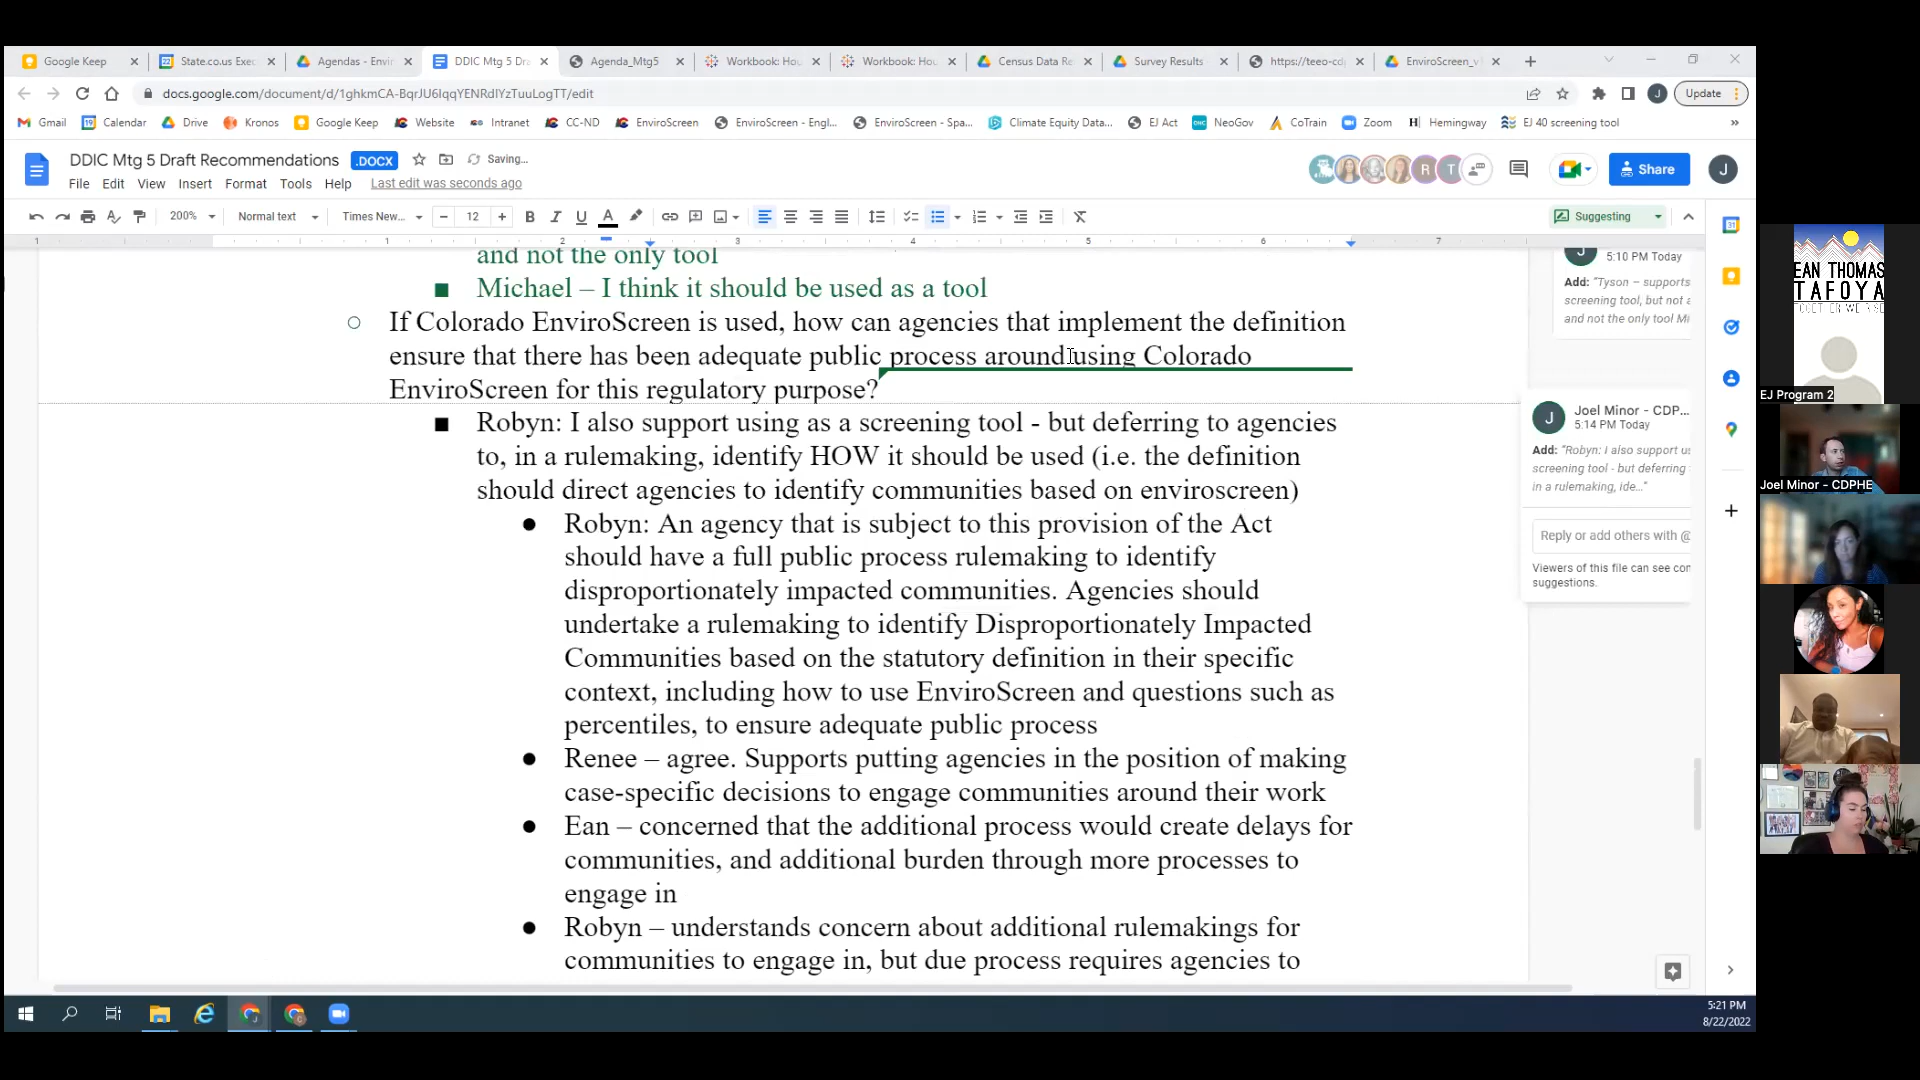 Google Keep
State.co.us Exec
Agendas - Envir
DDIC Mtg 5 Dra
Agenda_Mtg5
Workbook: Hou
Workbook: Hou
Census Data Re
Survey Results
https://teeo-cdp
EnviroScreen_v
docs.google.com/document/d/1ghkmCA-BqrJU6IqqYENRdlYzTuuLogTT/edit
J
Update
Gmail
Calendar
Drive
Kronos
Google Keep
Website
Intranet
CC-ND
EnviroScreen
EnviroScreen - Engl...
EnviroScreen - Spa...
Climate Equity Data...
EJ Act
NeoGov
CoTrain
Zoom
Hemingway
EJ 40 screening tool
DDIC Mtg 5 Draft Recommendations
.DOCX
Saving...
R
T
Share
J
File Edit View Insert Format Tools Help Last edit was seconds ago
200%
Normal text
Times New...
12
Suggesting
1 1 2 3 4 5 6 7
and not the only tool
Michael – I think it should be used as a tool
If Colorado EnviroScreen is used, how can agencies that implement the definition
ensure that there has been adequate public process around using Colorado
EnviroScreen for this regulatory purpose?
Robyn: I also support using as a screening tool - but deferring to agencies
to, in a rulemaking, identify HOW it should be used (i.e. the definition
should direct agencies to identify communities based on enviroscreen)
Robyn: An agency that is subject to this provision of the Act
should have a full public process rulemaking to identify
disproportionately impacted communities. Agencies should
undertake a rulemaking to identify Disproportionately Impacted
Communities based on the statutory definition in their specific
context, including how to use EnviroScreen and questions such as
percentiles, to ensure adequate public process
Renee – agree. Supports putting agencies in the position of making
case-specific decisions to engage communities around their work
Ean – concerned that the additional process would create delays for
communities, and additional burden through more processes to
engage in
Robyn – understands concern about additional rulemakings for
communities to engage in, but due process requires agencies to
J
5:10 PM Today
Add: "Tyson – supports
screening tool, but not a
and not the only tool Mi
J
Joel Minor - CDP...
5:14 PM Today
Add: "Robyn: I also support us
screening tool - but deferring
in a rulemaking, ide..."
Reply or add others with @
Viewers of this file can see con
suggestions.
EAN THOMAS
TAFOYA
EJ Program 2
Joel Minor - CDPHE
5:21 PM
8/22/2022